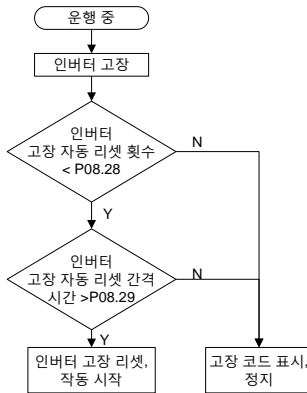 운행 중
인버터 고장
인버터
고장 자동 리셋 횟수
< P08.28
N
Y
인버터
고장 자동 리셋 간격
시간 >P08.29
N
Y
인버터 고장 리셋,
작동 시작
고장 코드 표시,
정지